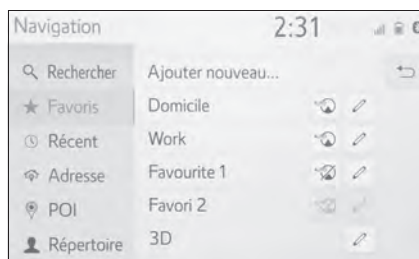 Navigation 2:31
Rechercher Ajouter nouveau...
Favoris Domicile
Récent Work
Adresse Favourite 1
POI Favori 2
Répertoire 3D